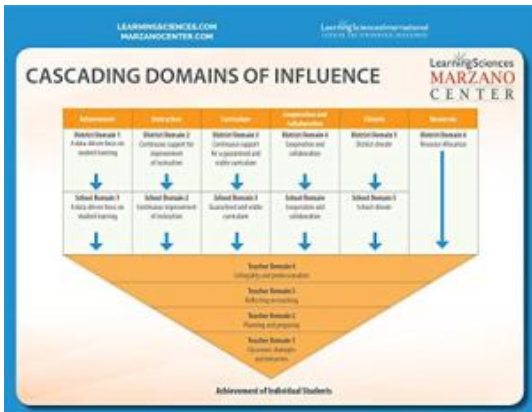 LEARNINGSCIENCES.COM
MARZANOCENTER.COM
LearningSciencesInternational
LearningSciences
MARZANO
CENTER
CASCADING DOMAINS OF INFLUENCE
Achievement Instruction Curriculum Cooperation and Collaboration Climate Resources
District Domain 1
A data-driven focus on
student learning
District Domain 2
Continuous support for
improvement
of instruction
District Domain 3
Continuous support
for a guaranteed and
viable curriculum
District Domain 4
Cooperation and
collaboration
District Domain 5
District climate
District Domain 6
Resource allocation
School Domain 1
A data-driven focus on
student learning
School Domain 2
Continuous improvement
of instruction
School Domain 3
Guaranteed and viable
curriculum
School Domain
Cooperation and
collaboration
School Domain 5
School climate
Teacher Domain 4
Collegiality and professionalism
Teacher Domain 3
Reflecting on teaching
Teacher Domain 2
Planning and preparing
Teacher Domain 1
Classroom strategies
and behaviors
Achievement of Individual Students